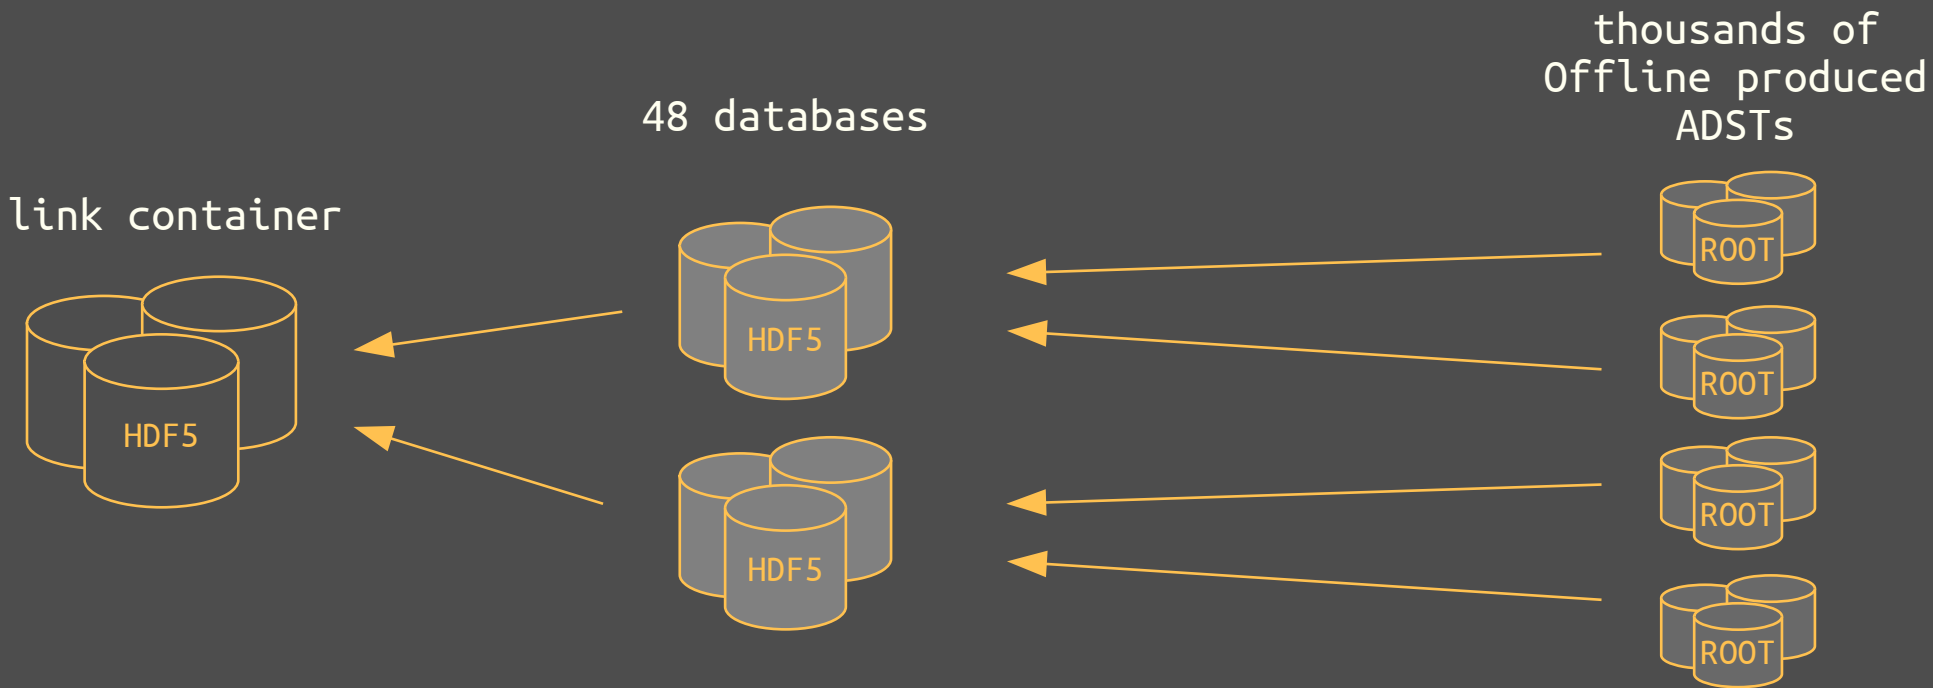 thousands of
Offline produced
ADSTs
48 databases
link container
HDF5
HDF5
HDF5
ROOT
ROOT
ROOT
ROOT